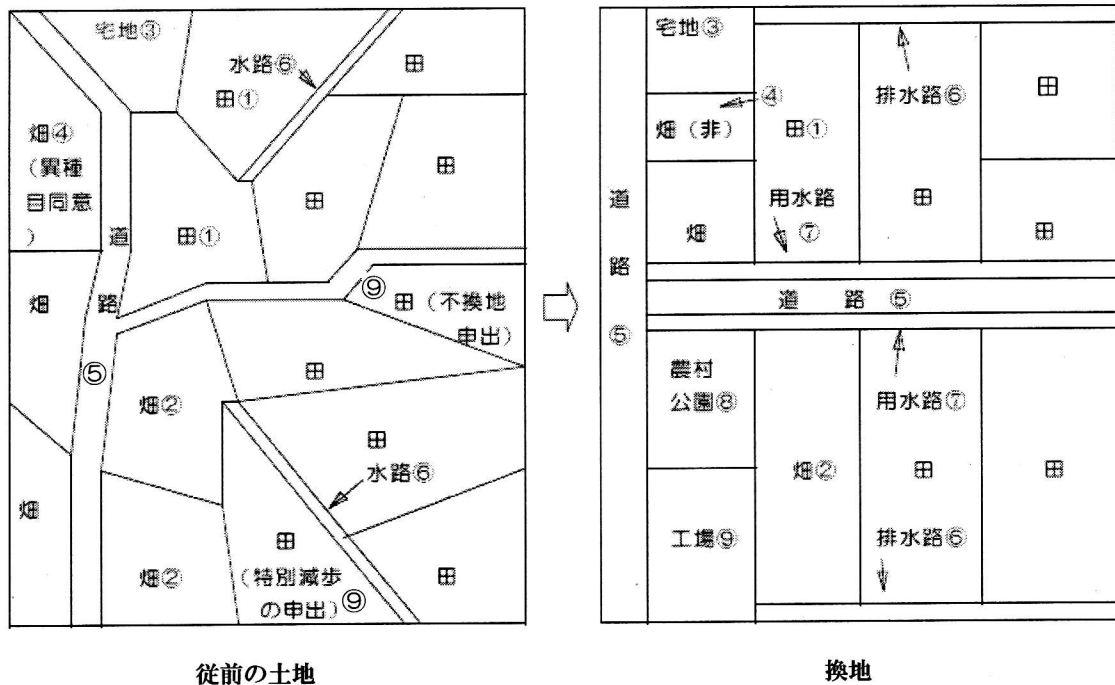 宅地③
水路⑥
田
田①
畑④
(異種
目同意
)
田
田
道
田①
畑
路
⑨
田(不換地
申出)
⑤
田
畑②
田
水路⑥
畑
田
畑②
(特別減歩
の申出)⑨
田
従前の土地
宅地③
④
排水路⑥
田
畑(非)
田①
道
用水路
⑦
田
畑
田
路
道 路 ⑤
⑤
農村
公園⑧
用水路⑦
畑②
田
田
工場⑨
排水路⑥
換地